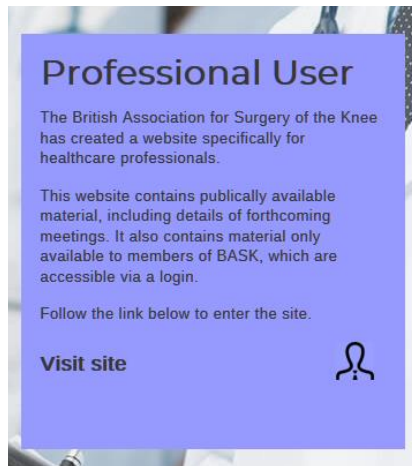 Professional User
The British Association for Surgery of the Knee
has created a website specifically for
healthcare professionals.
This website contains publically available
material, including details of forthcoming
meetings. It also contains material only
available to members of BASK, which are
accessible via a login.
Follow the link below to enter the site.
Visit site